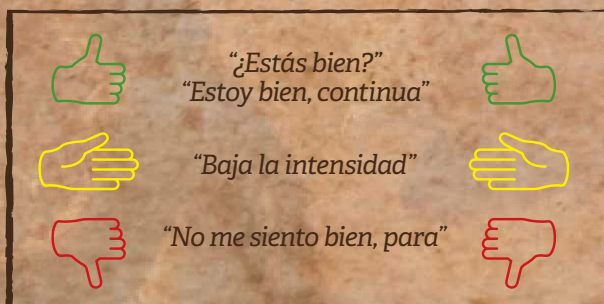 “¿Estás bien?”
“Estoy bien, continua”
“Baja la intensidad”
“No me siento bien, para”